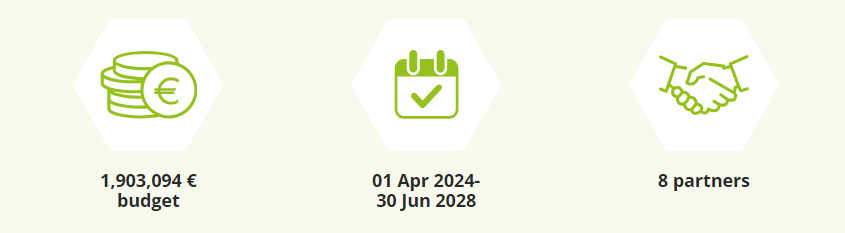 1,903,094 €
budget
01 Apr 2024-
30 Jun 2028
8 partners